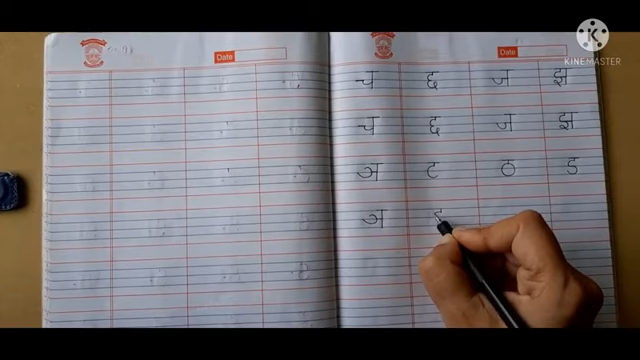 Date
Date
KINEMASTER
च छ ज झ
च छ ज झ
ञ ट ठ ड
ञ